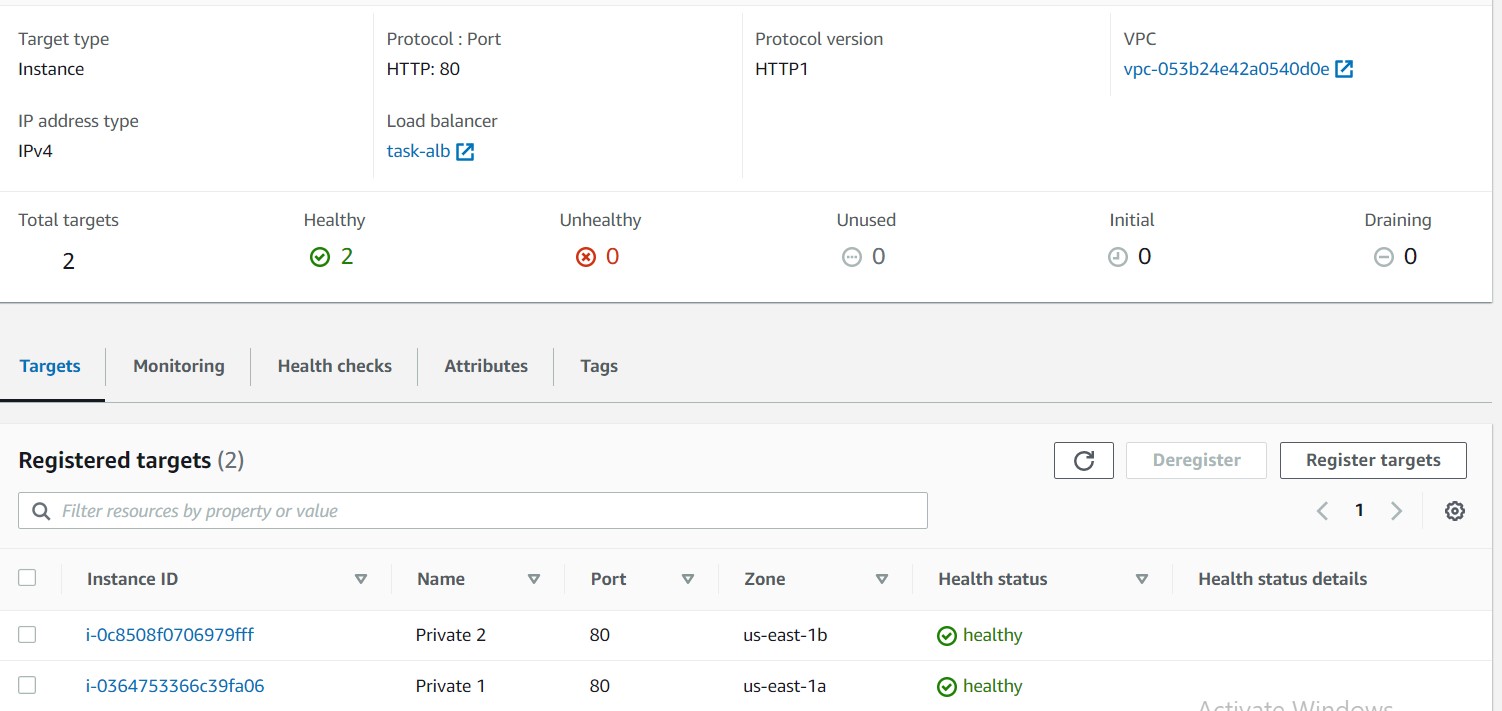 Target type Protocol : Port Protocol version VPC
Instance HTTP: 80 HTTP1 vpc-053b24e42a0540d0e
IP address type Load balancer
IPv4 task-alb
Total targets Healthy Unhealthy Unused Initial Draining
2 2 0 0 0 0
Targets Monitoring Health checks Attributes Tags
Registered targets (2) Deregister Register targets
Filter resources by property or value 1
Instance ID Name Port Zone Health status Health status details
i-0c8508f0706979fff Private 2 80 us-east-1b healthy
i-0364753366c39fa06 Private 1 80 us-east-1a healthy
Activate Windows